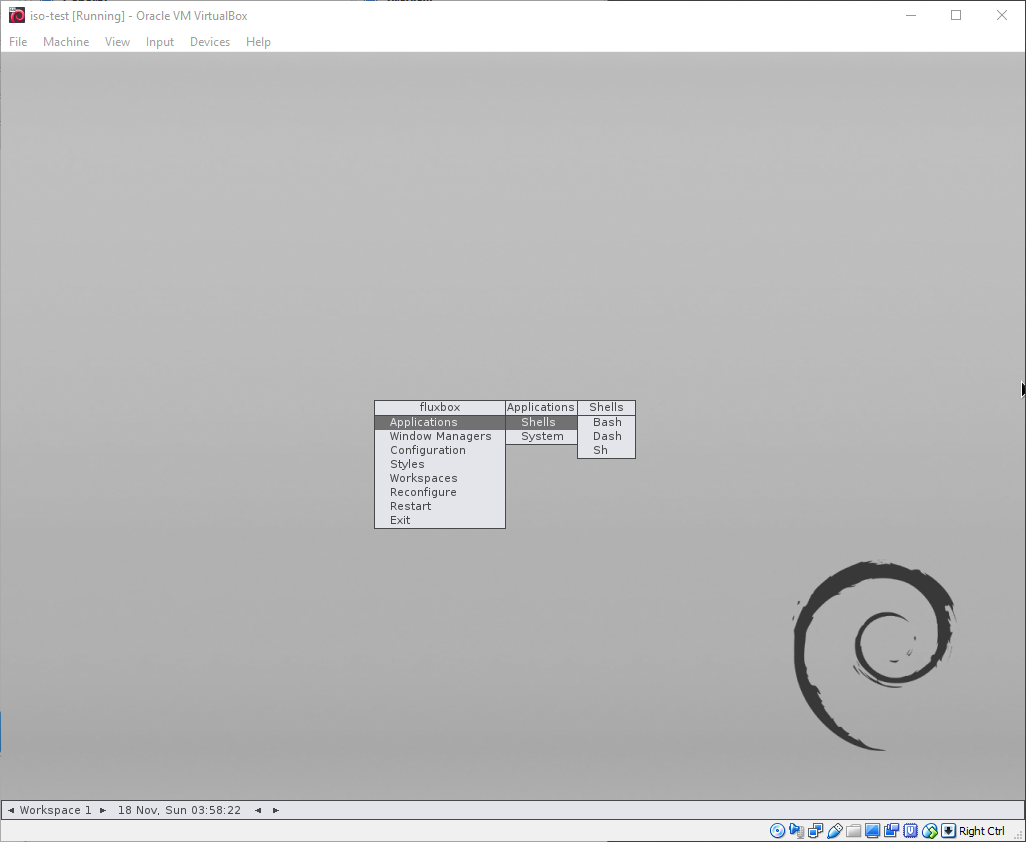 iso-test [Running] - Oracle VM VirtualBox
File Machine View Input Devices Help
fluxbox
Applications
Window Managers
Configuration
Styles
Workspaces
Reconfigure
Restart
Exit
Applications
Shells
System
Shells
Bash
Dash
Sh
Workspace 1 18 Nov, Sun 03:58:22
Right Ctrl